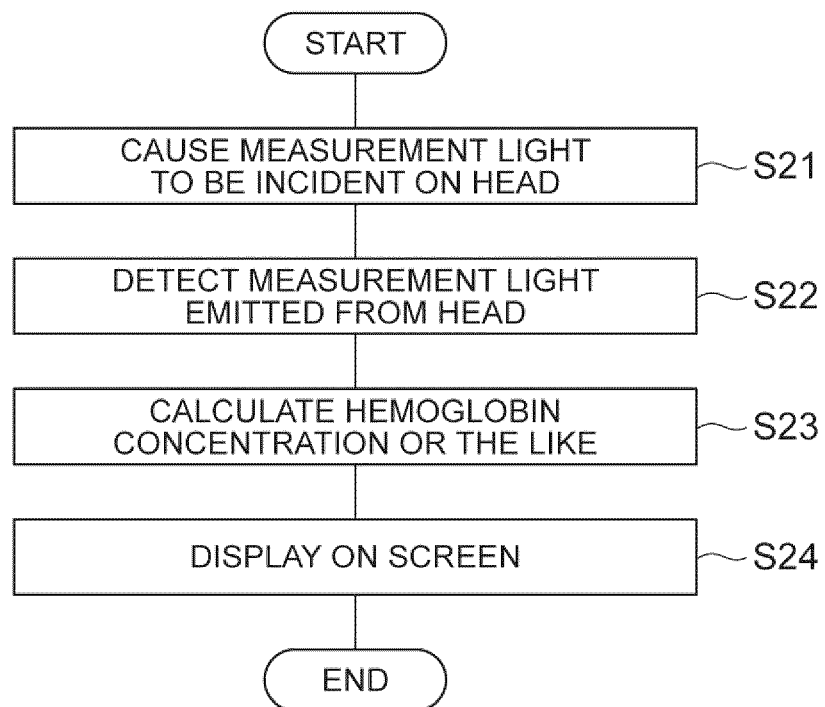 START
CAUSE MEASUREMENT LIGHT
TO BE INCIDENT ON HEAD
S21
DETECT MEASUREMENT LIGHT
EMITTED FROM HEAD
S22
CALCULATE HEMOGLOBIN
CONCENTRATION OR THE LIKE
S23
DISPLAY ON SCREEN
S24
END